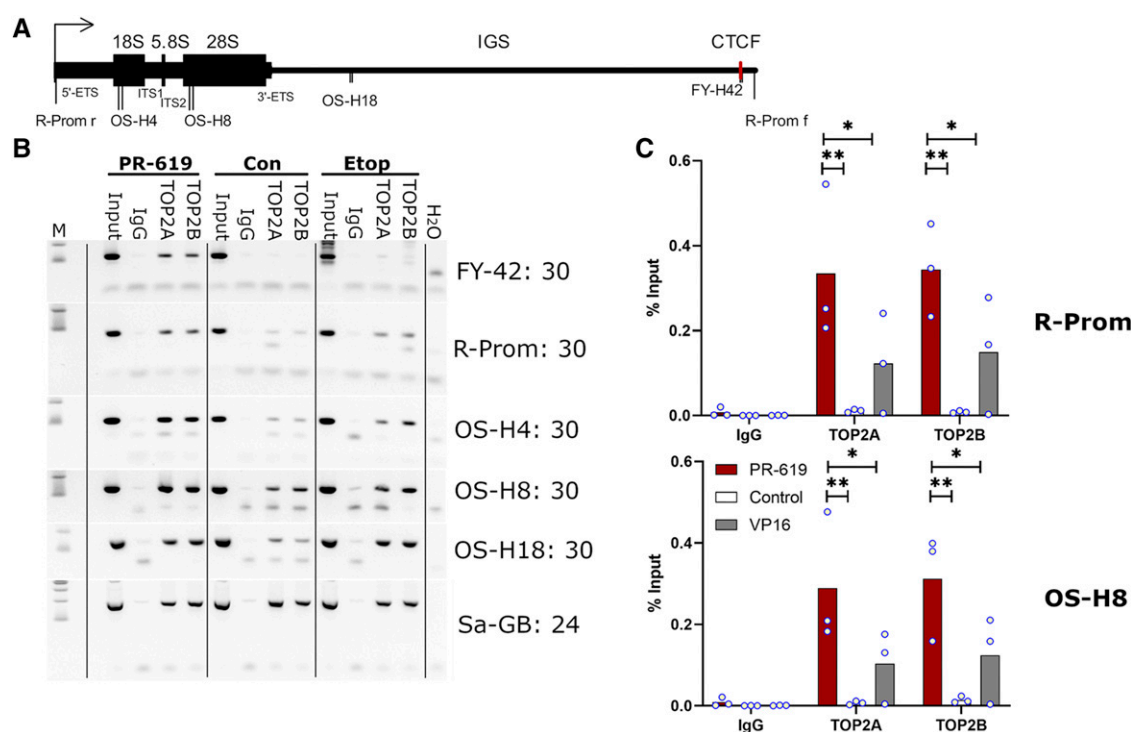 A
18S 5.8S 28S IGS CTCF
5'-ETS ITS1 ITS2 3'-ETS OS-H18 FY-H42
R-Prom r OS-H4 OS-H8 R-Prom f
B
PR-619 Con Etop
M Input IgG TOP2A TOP2B Input IgG TOP2A TOP2B Input IgG TOP2A TOP2B H2O
FY-42: 30
R-Prom: 30
OS-H4: 30
OS-H8: 30
OS-H18: 30
Sa-GB: 24
C
* *
** **
0.6
0.4
0.2
0.0
% Input
IgG TOP2A TOP2B
R-Prom
* *
** **
PR-619
Control
VP16
0.6
0.4
0.2
0.0
% Input
IgG TOP2A TOP2B
OS-H8